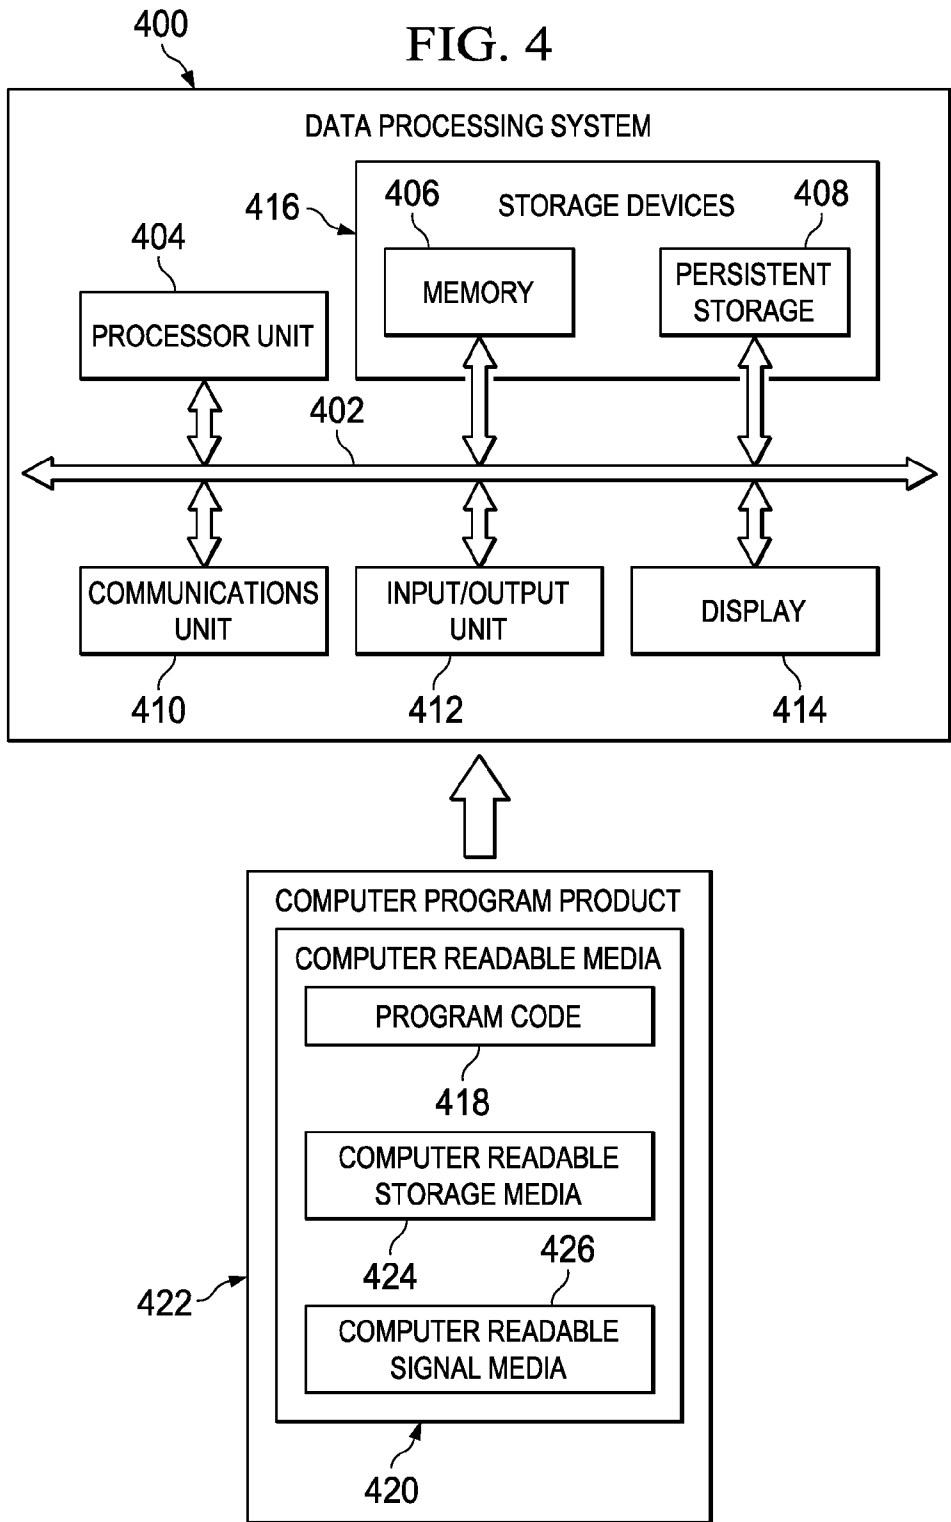 400
FIG. 4
DATA PROCESSING SYSTEM
416
406
STORAGE DEVICES
408
404
MEMORY
PERSISTENT
STORAGE
PROCESSOR UNIT
402
COMMUNICATIONS
UNIT
INPUT/OUTPUT
UNIT
DISPLAY
410
412
414
COMPUTER PROGRAM PRODUCT
COMPUTER READABLE MEDIA
PROGRAM CODE
418
COMPUTER READABLE
STORAGE MEDIA
424
426
422
COMPUTER READABLE
SIGNAL MEDIA
420